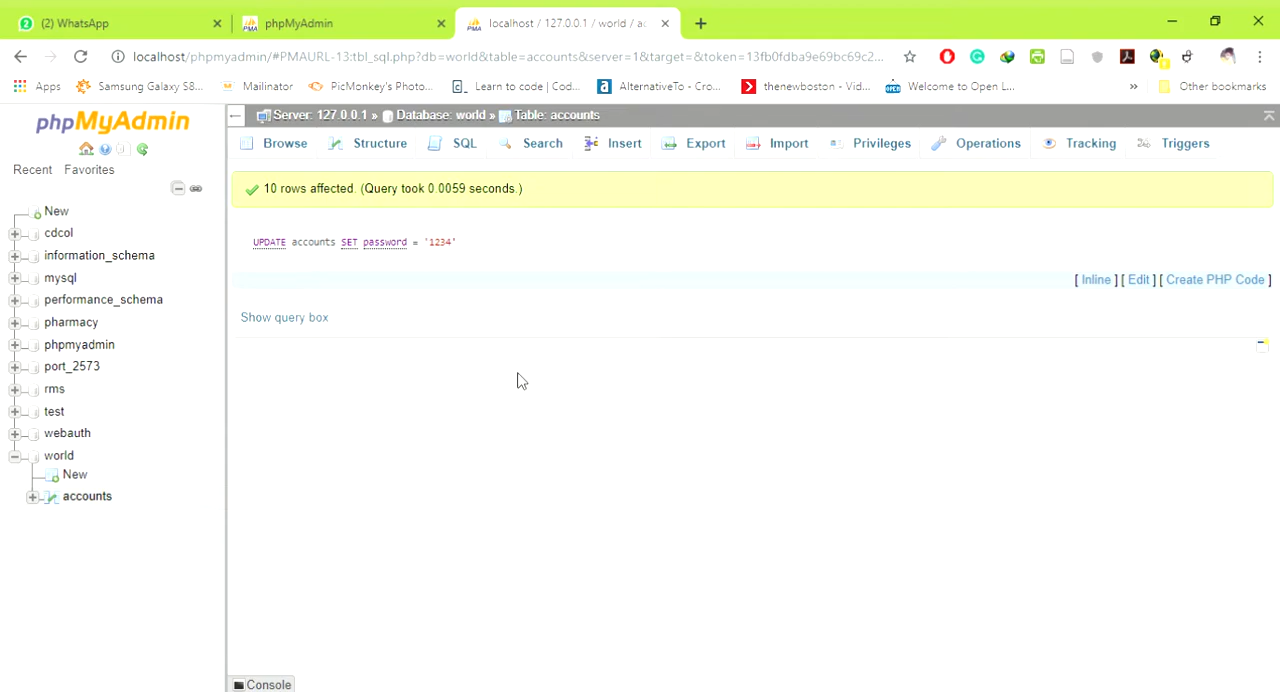 (2) WhatsApp
phpMyAdmin
localhost / 127.0.0.1 / world / ac
localhost/phpmyadmin/#PMAURL-13:tbl_sql.php?db=world&table=accounts&server=1&target=&token=13fb0fdba9e69bc69c2...
Apps
Samsung Galaxy S8...
Mailinator
PicMonkey's Photo...
Learn to code | Cod...
AlternativeTo - Cro...
thenewboston - Vid...
Welcome to Open L...
»
Other bookmarks
phpMyAdmin
Recent Favorites
New
cdcol
information_schema
mysql
performance_schema
pharmacy
phpmyadmin
port_2573
rms
test
webauth
world
New
accounts
Server: 127.0.0.1 » Database: world » Table: accounts
Browse Structure SQL Search Insert Export Import Privileges Operations Tracking Triggers
10 rows affected. (Query took 0.0059 seconds.)
UPDATE accounts SET password = '1234'
[ Inline ] [ Edit ] [ Create PHP Code ]
Show query box
Console